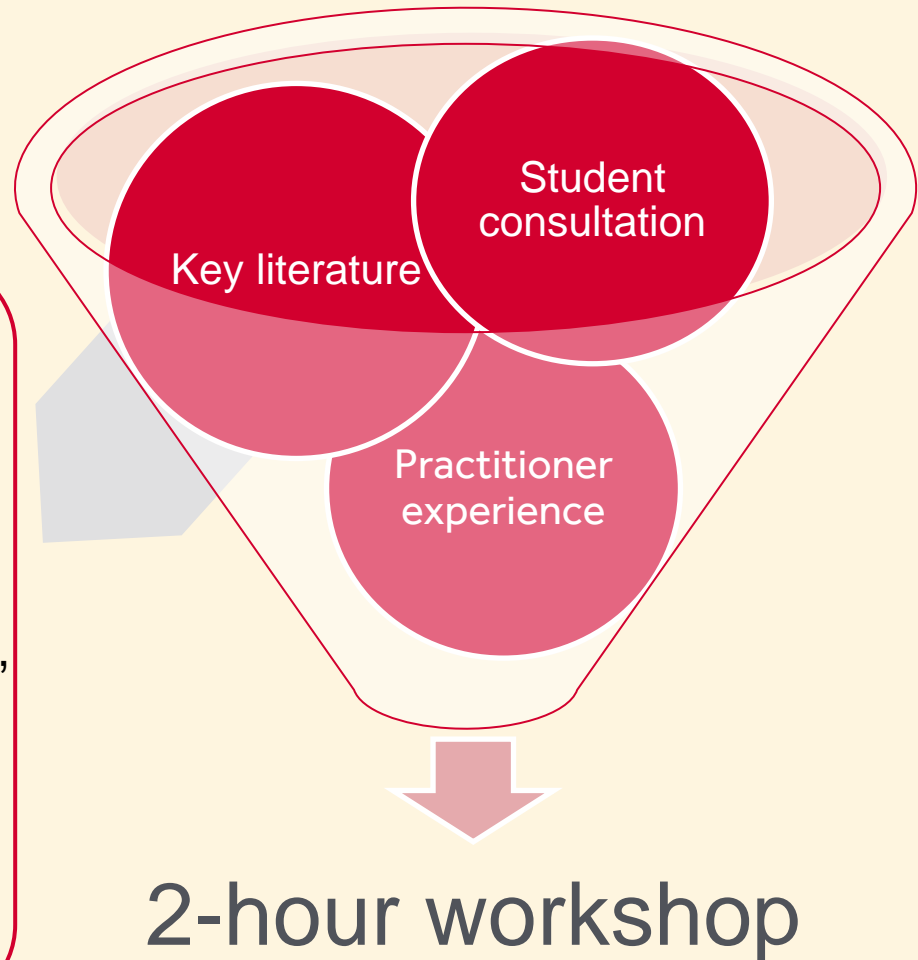 Student
consultation
Key literature
Practitioner
experience
,
2-hour workshop